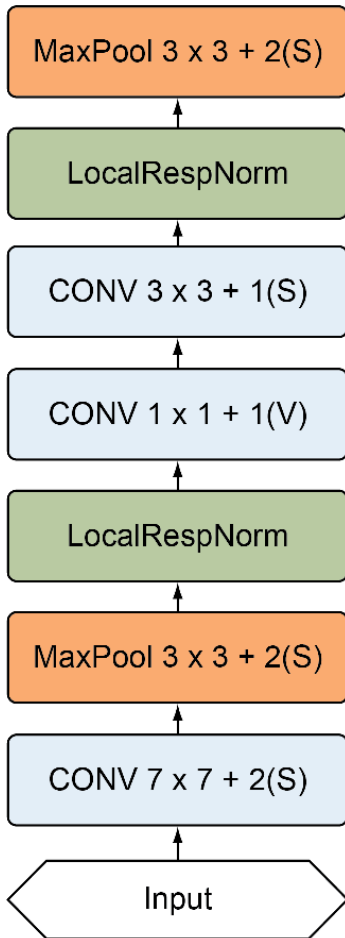 MaxPool 3 x 3 + 2(S)
LocalRespNorm
CONV 3 x 3 + 1(S)
CONV 1 x 1 + 1(V)
LocalRespNorm
MaxPool 3 x 3 + 2(S)
CONV 7 x 7 + 2(S)
Input